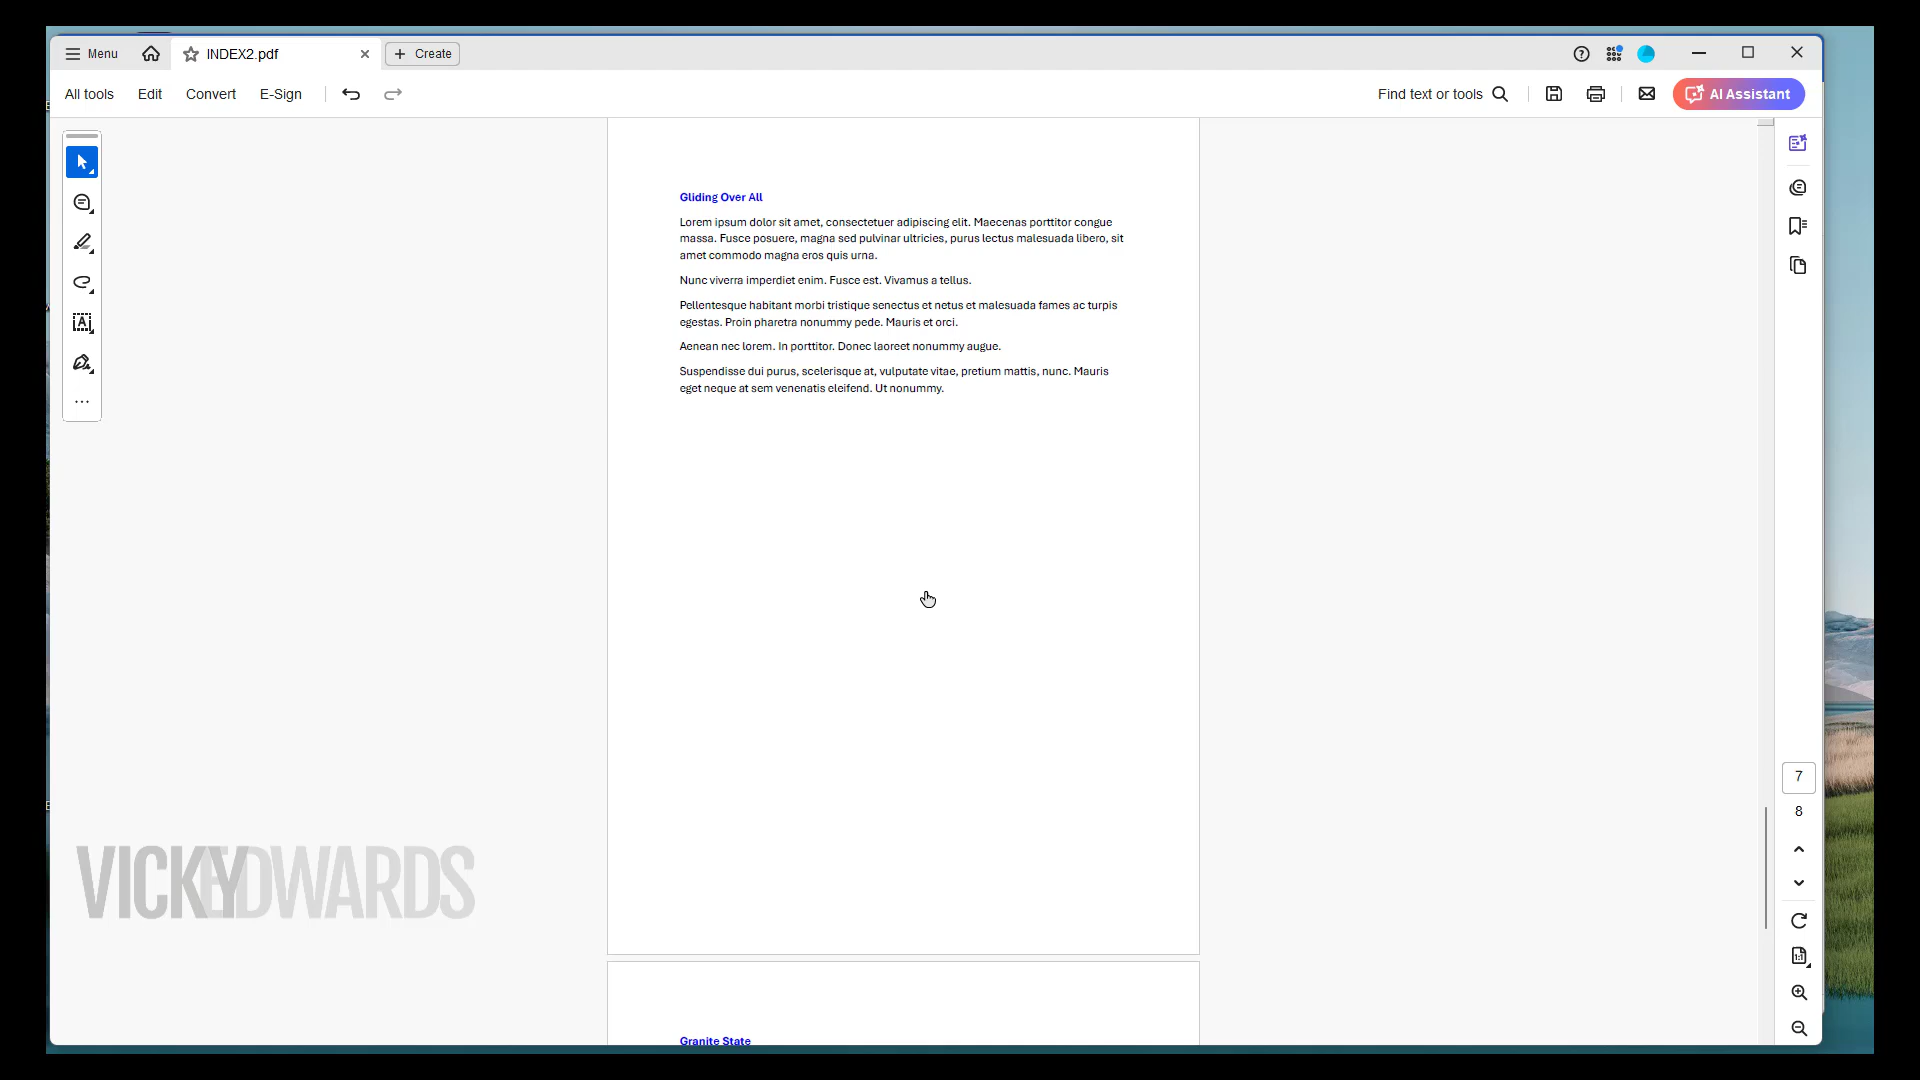 Menu
INDEX2.pdf
Create
All tools
Edit
Convert
E-Sign
Find text or tools
AI Assistant
Gliding Over All
Lorem ipsum dolor sit amet, consectetuer adipiscing elit. Maecenas porttitor congue
massa. Fusce posuere, magna sed pulvinar ultricies, purus lectus malesuada libero, sit
amet commodo magna eros quis urna.
Nunc viverra imperdiet enim. Fusce est. Vivamus a tellus.
Pellentesque habitant morbi tristique senectus et netus et malesuada fames ac turpis
egestas. Proin pharetra nonummy pede. Mauris et orci.
Aenean nec lorem. In porttitor. Donec laoreet nonummy augue.
Suspendisse dui purus, scelerisque at, vulputate vitae, pretium mattis, nunc. Mauris
eget neque at sem venenatis eleifend. Ut nonummy.
7
8
VICKY EDWARDS
Granite State